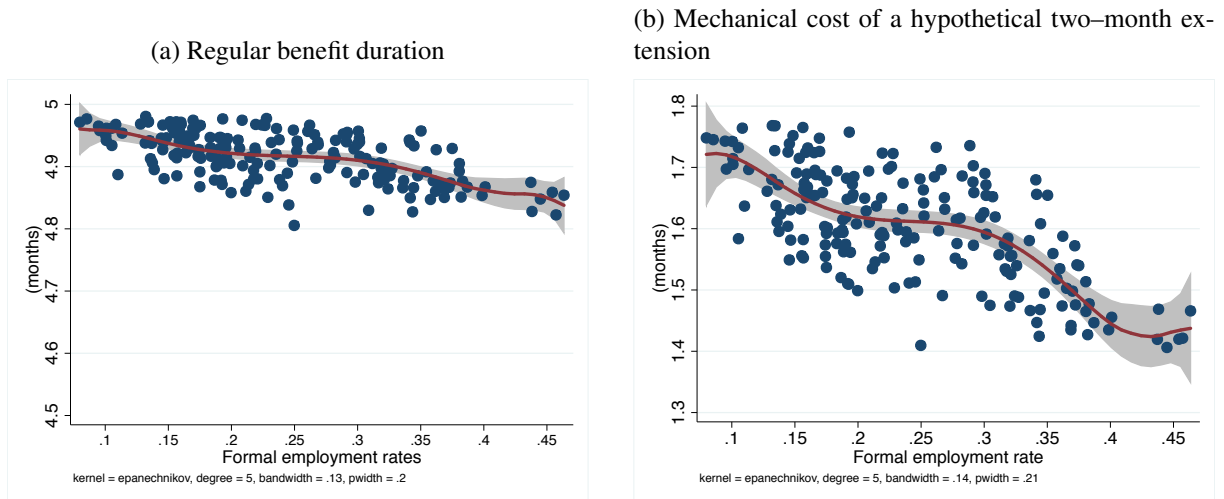 (a) Regular benefit duration
5
4.9
4.8
4.7
4.6
4.5
(months)
.1 .15 .2 .25 .3 .35 .4 .45
Formal employment rates
kernel = epanechnikov, degree = 5, bandwidth = .13, pwidth = .2
(b) Mechanical cost of a hypothetical two–month ex-
tension
1.8
1.7
1.6
1.5
1.4
1.3
(months)
.1 .15 .2 .25 .3 .35 .4 .45
Formal employment rate
kernel = epanechnikov, degree = 5, bandwidth = .14, pwidth = .21